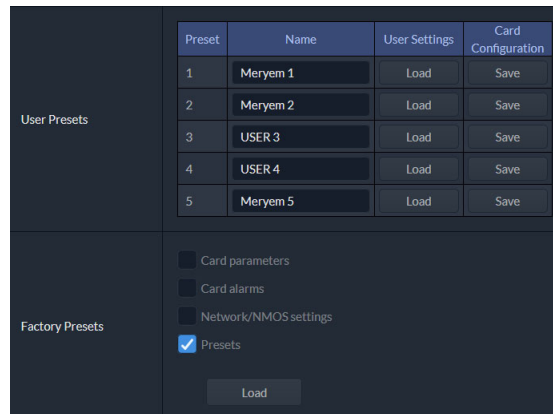 Preset Name User Settings Card Configuration
1 Meryem 1 Load Save
2 Meryem 2 Load Save
User Presets
3 USER 3 Load Save
4 USER 4 Load Save
5 Meryem 5 Load Save
Card parameters
Card alarms
Network/NMOS settings
Factory Presets
Presets
Load